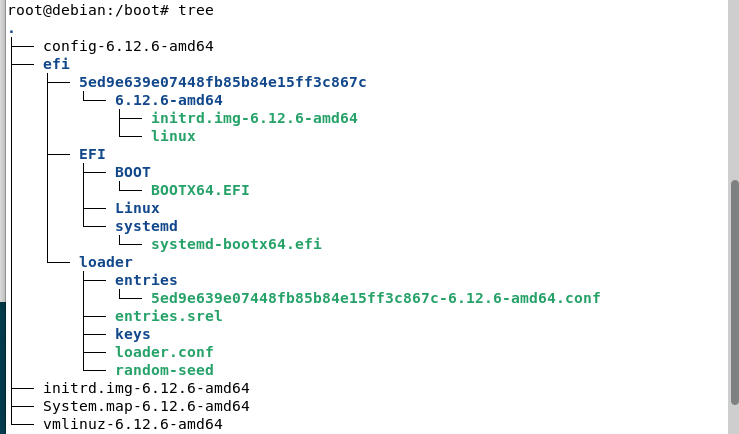 root@debian:/boot# tree
.
├── config-6.12.6-amd64
├── efi
│   ├── 5ed9e639e07448fb85b84e15ff3c867c
│   │   └── 6.12.6-amd64
│   │       ├── initrd.img-6.12.6-amd64
│   │       └── linux
│   ├── EFI
│   │   ├── BOOT
│   │   │   └── BOOTX64.EFI
│   │   ├── Linux
│   │   └── systemd
│   │       └── systemd-bootx64.efi
│   └── loader
│       ├── entries
│       │   └── 5ed9e639e07448fb85b84e15ff3c867c-6.12.6-amd64.conf
│       ├── entries.srel
│       ├── keys
│       ├── loader.conf
│       └── random-seed
├── initrd.img-6.12.6-amd64
├── System.map-6.12.6-amd64
└── vmlinuz-6.12.6-amd64